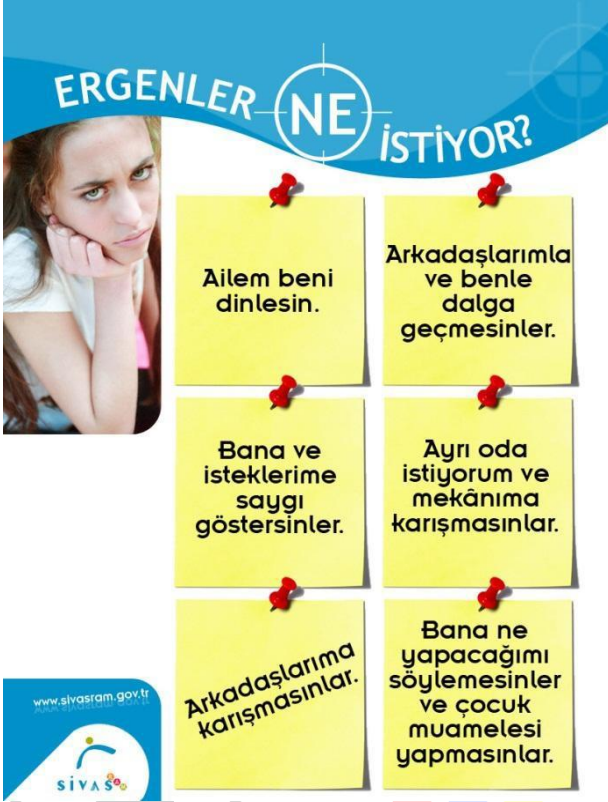 ERGENLER NE İSTİYOR?
Ailem beni
dinlesin.
Arkadaşlarımla
ve benle
dalga
geçmesinler.
Bana ve
isteklerime
saygı
göstersinler.
Ayrı oda
istiyorum ve
mekânıma
karışmasınlar.
Arkadaşlarıma
karışmasınlar.
Bana ne
yapacağımı
söylemesinler
ve çocuk
muamelesi
yapmasınlar.
www.sivasram.gov.tr
SİVAS RAM